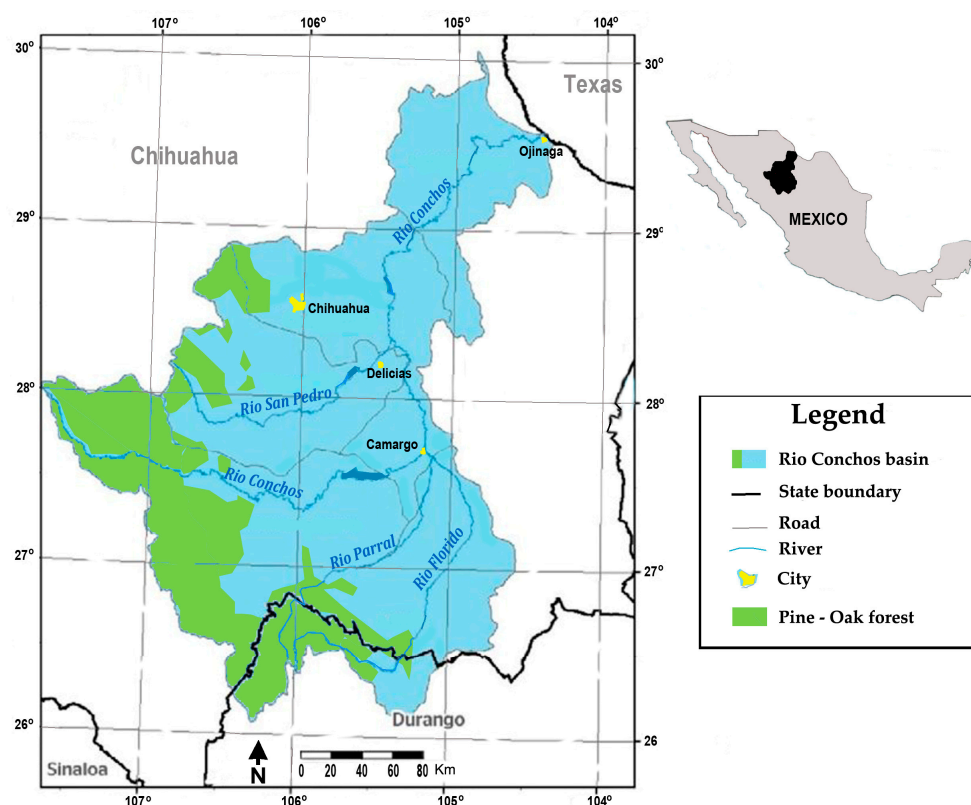 107°
106°
105°
104°
30°
30°
Texas
Chihuahua
Ojinaga
Rio Conchos
MEXICO
29°
29°
Chihuahua
Delicias
28°
28°
Rio San Pedro
Camargo
Rio Conchos
Rio Parral
Rio Florido
27°
27°
Durango
26°
26°
Sinaloa
N
0 20 40 60 80 Km
107°
106°
105°
104°
Legend
Rio Conchos basin
State boundary
Road
River
City
Pine - Oak forest